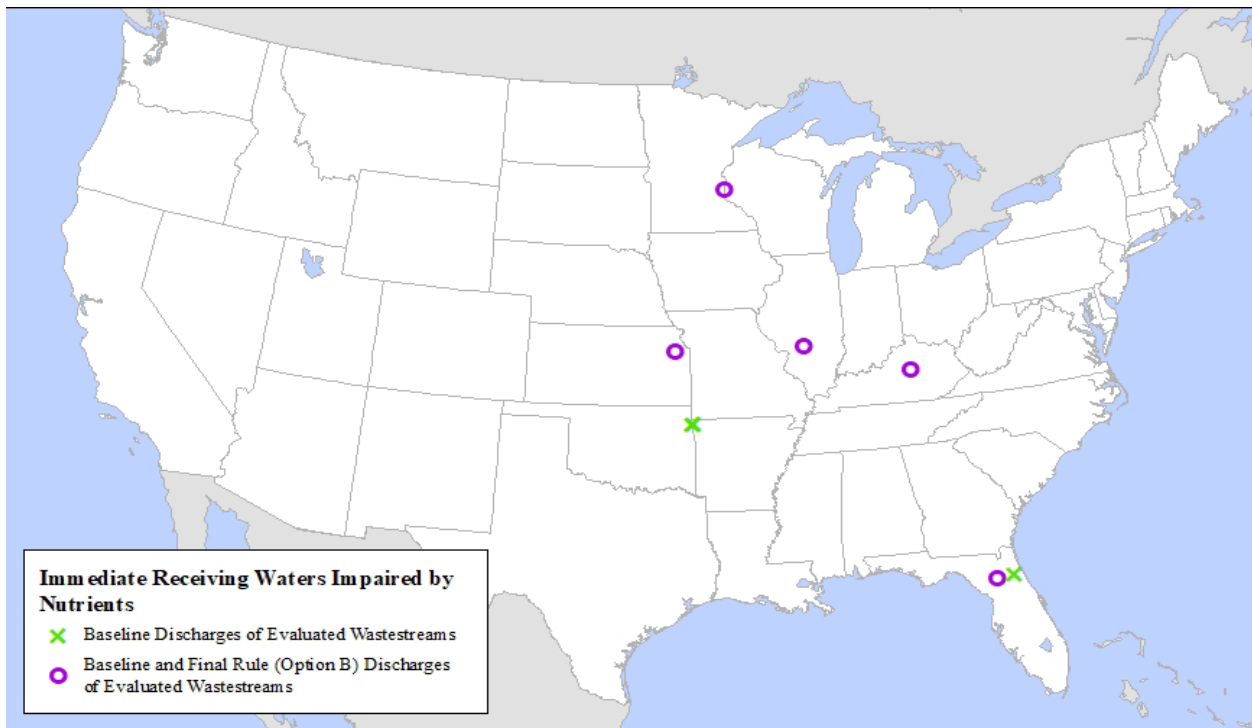 Immediate Receiving Waters Impaired by
Nutrients
Baseline Discharges of Evaluated Wastestreams
Baseline and Final Rule (Option B) Discharges
of Evaluated Wastestreams